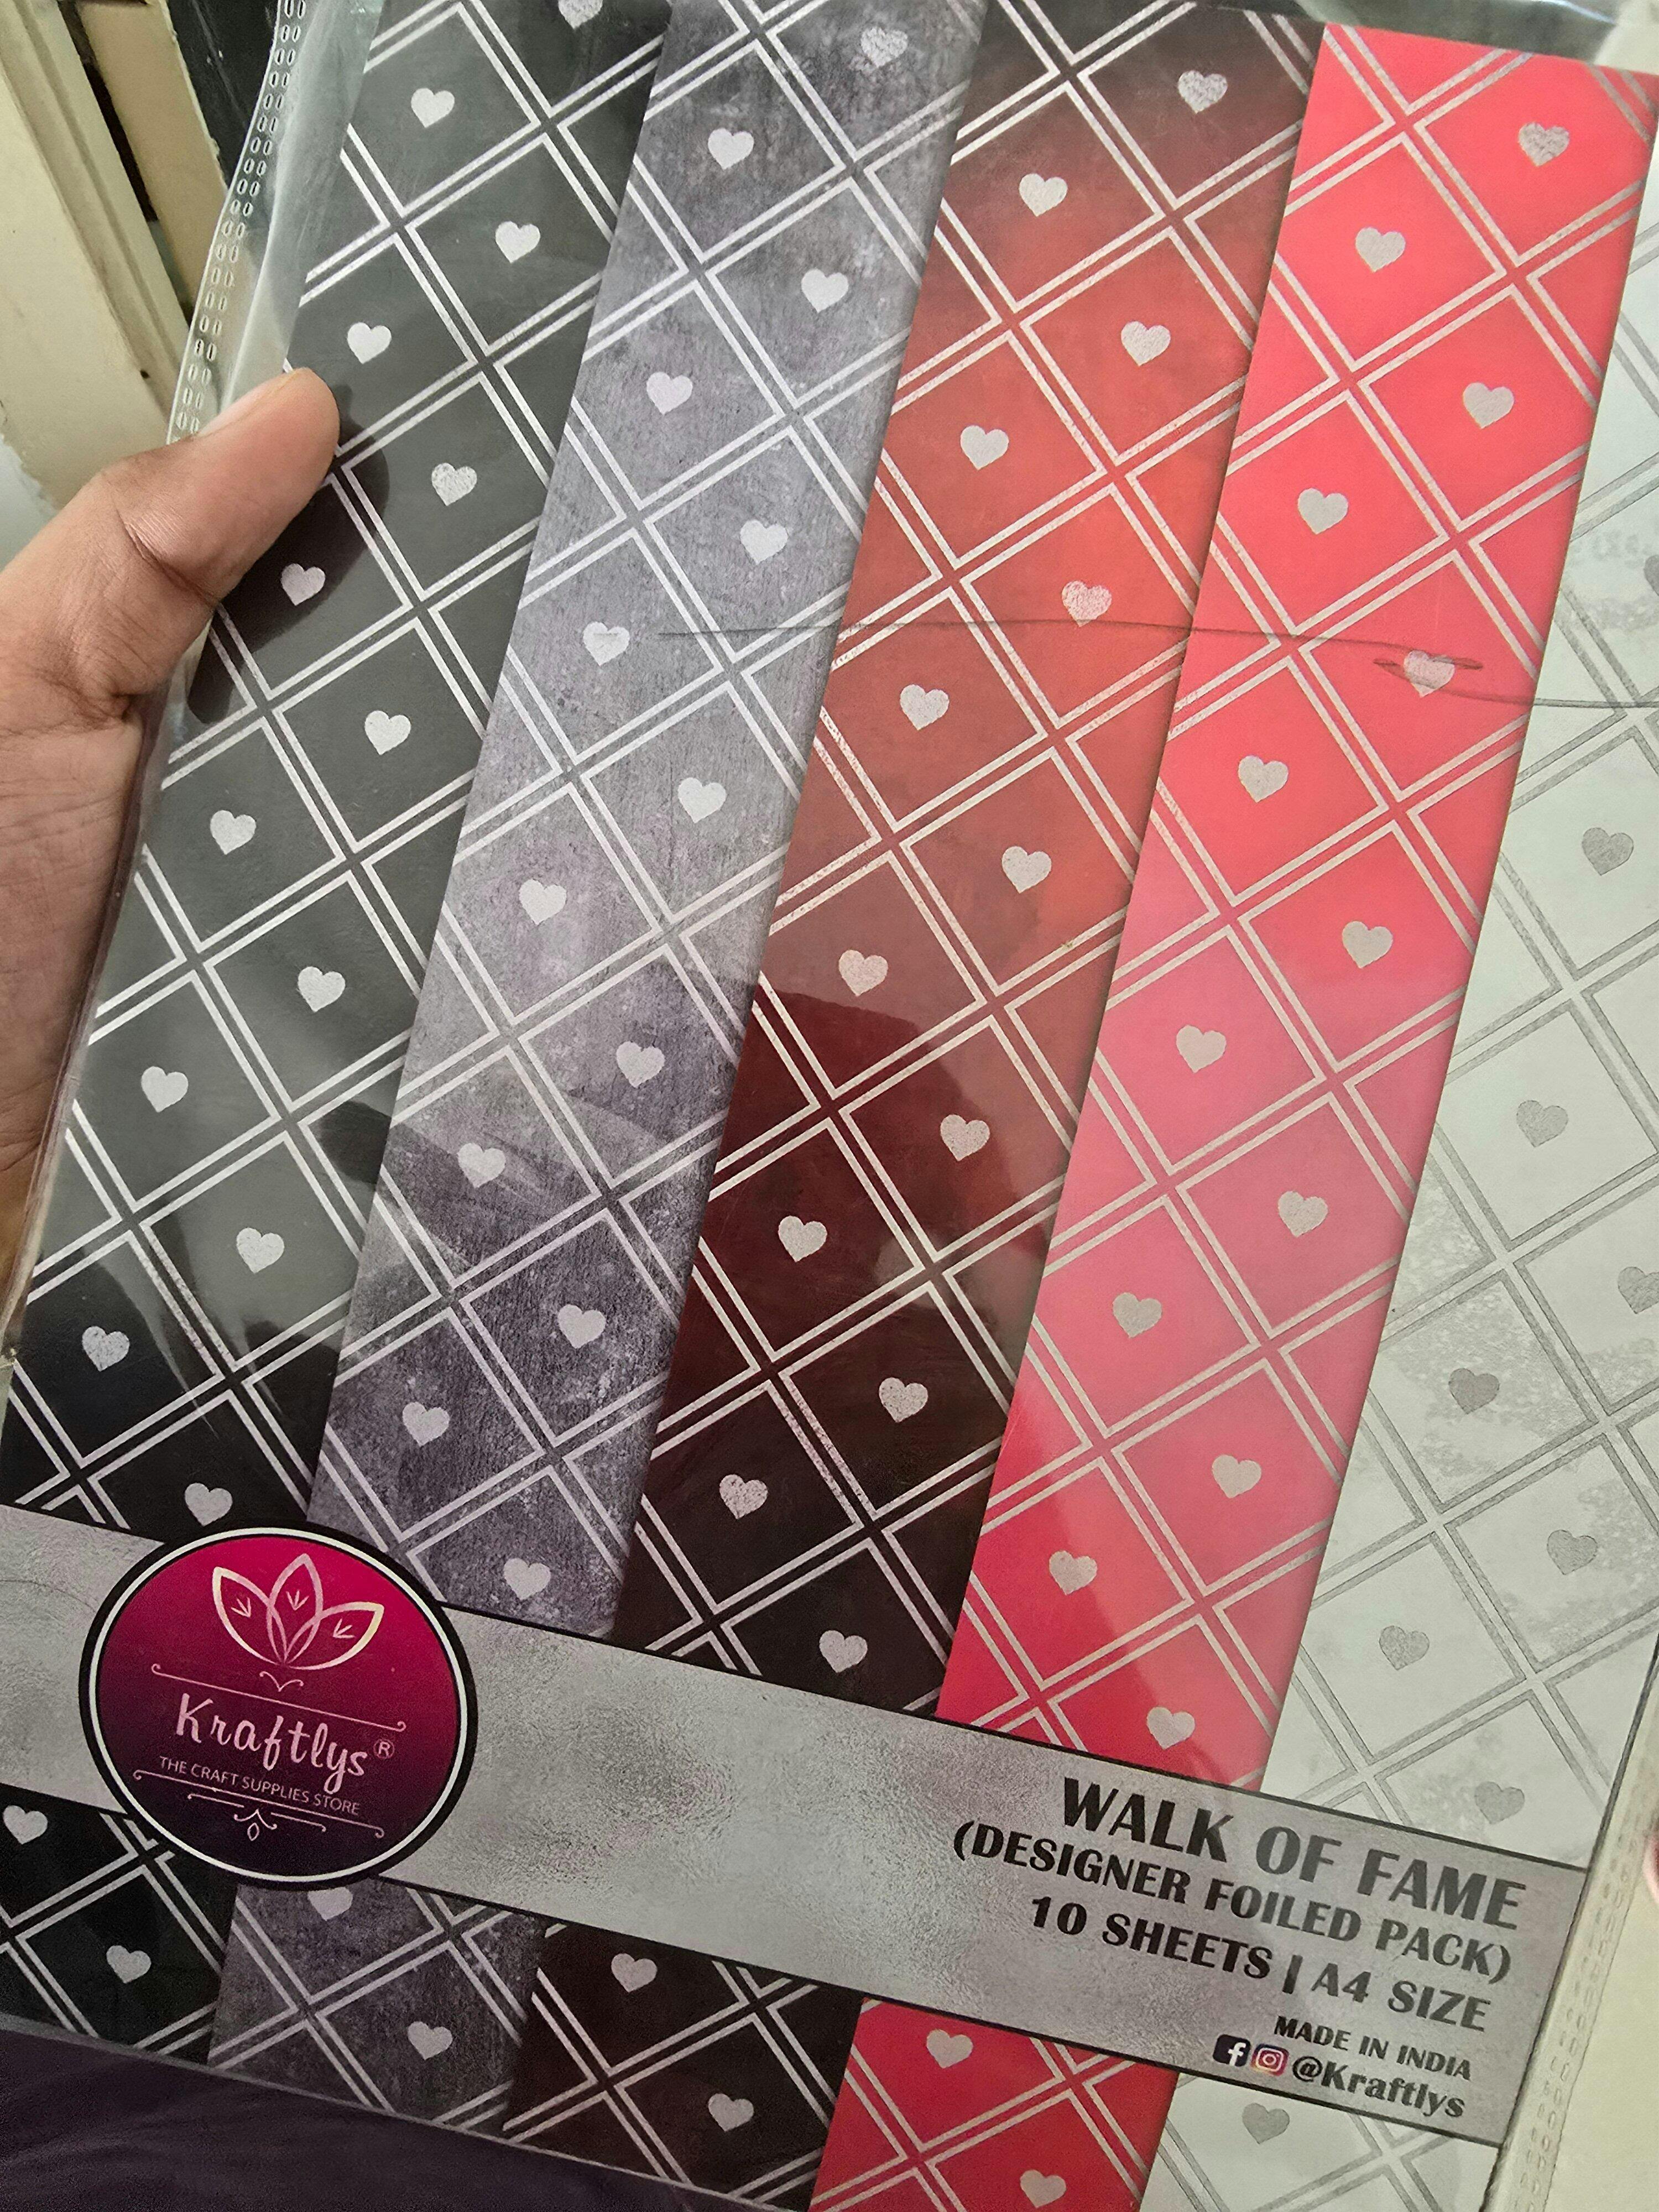 Kraftlys®
THE CRAFT SUPPLIES STORE
WALK OF FAME
(DESIGNER FOILED PACK)
10 SHEETS | A4 SIZE
MADE IN INDIA
@Kraftlys